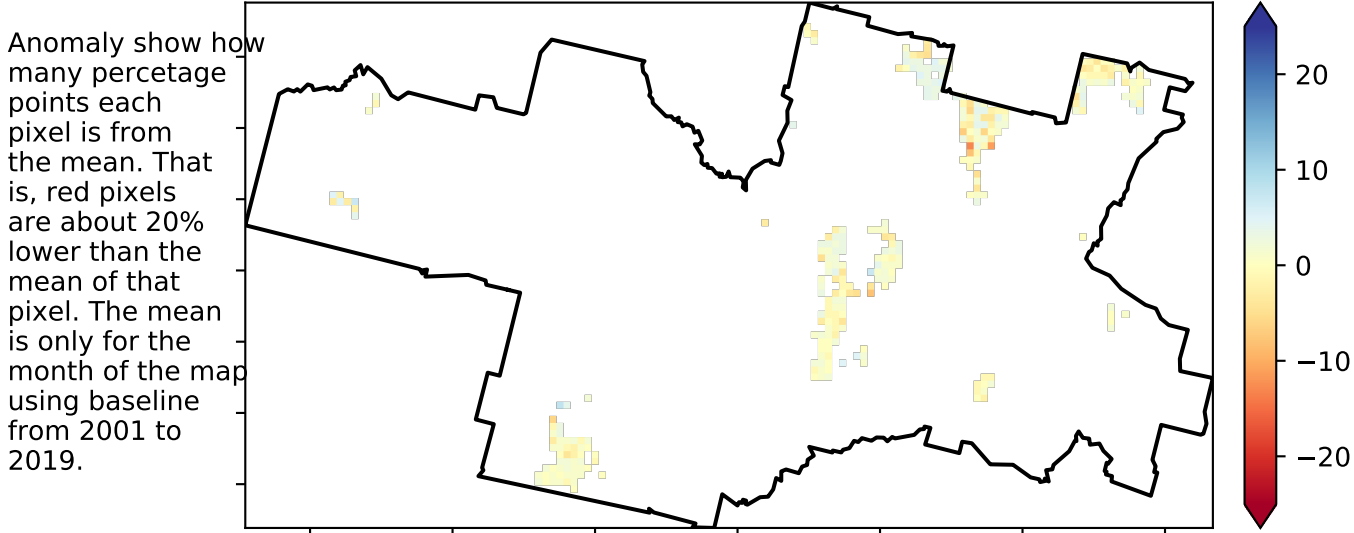 Anomaly show how
many percetage
points each
pixel is from
the mean. That
is, red pixels
are about 20%
lower than the
mean of that
pixel. The mean
is only for the
month of the map
using baseline
from 2001 to
2019.
20
10
0
−10
−20